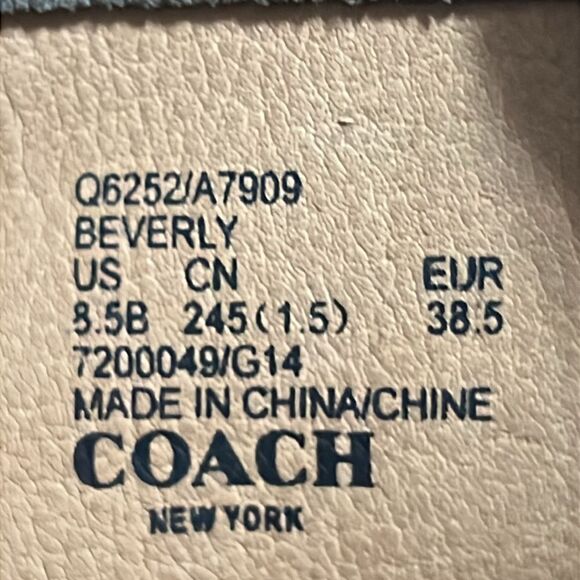 Q6252/A7909
BEVERLY
US CN EUR
8.5B 245(1.5) 38.5
7200049/G14
MADE IN CHINA/CHINE
COACH
NEW YORK